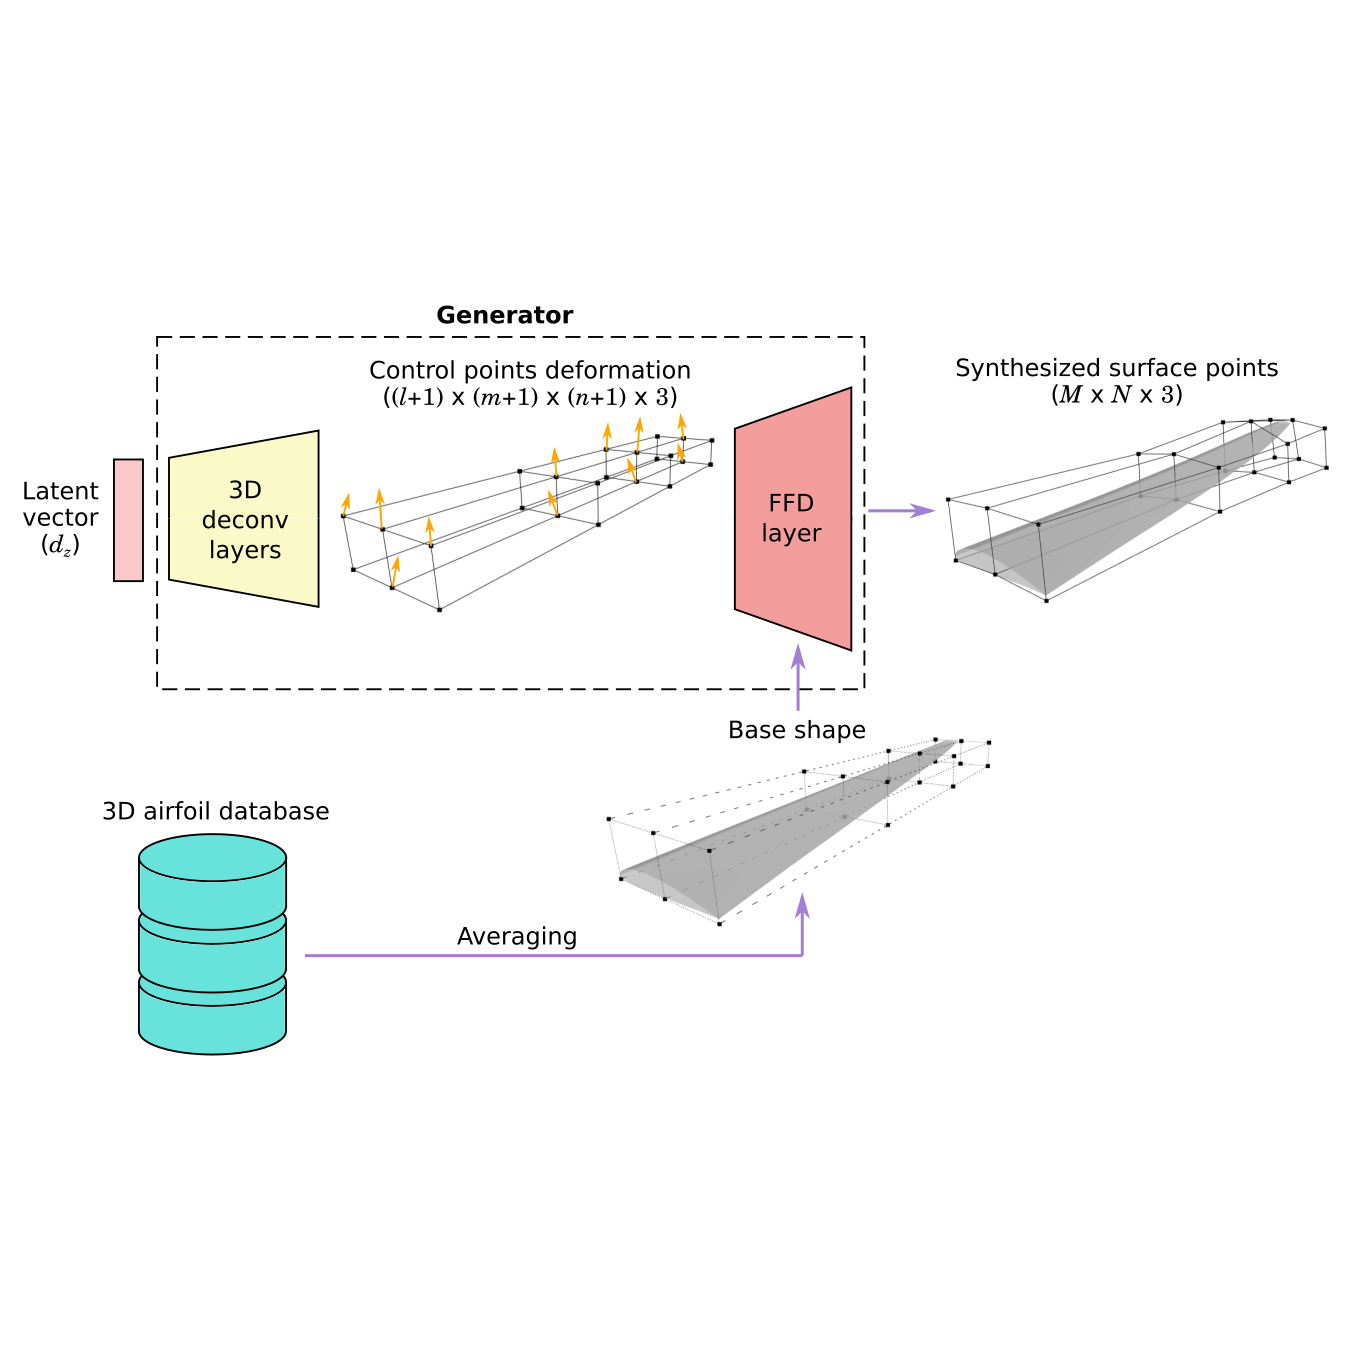 Generator
Control points deformation
((l+1) x (m+1) x (n+1) x 3)
Synthesized surface points
(M x N x 3)
Latent
vector
(d_z)
3D
deconv
layers
FFD
layer
Base shape
3D airfoil database
Averaging